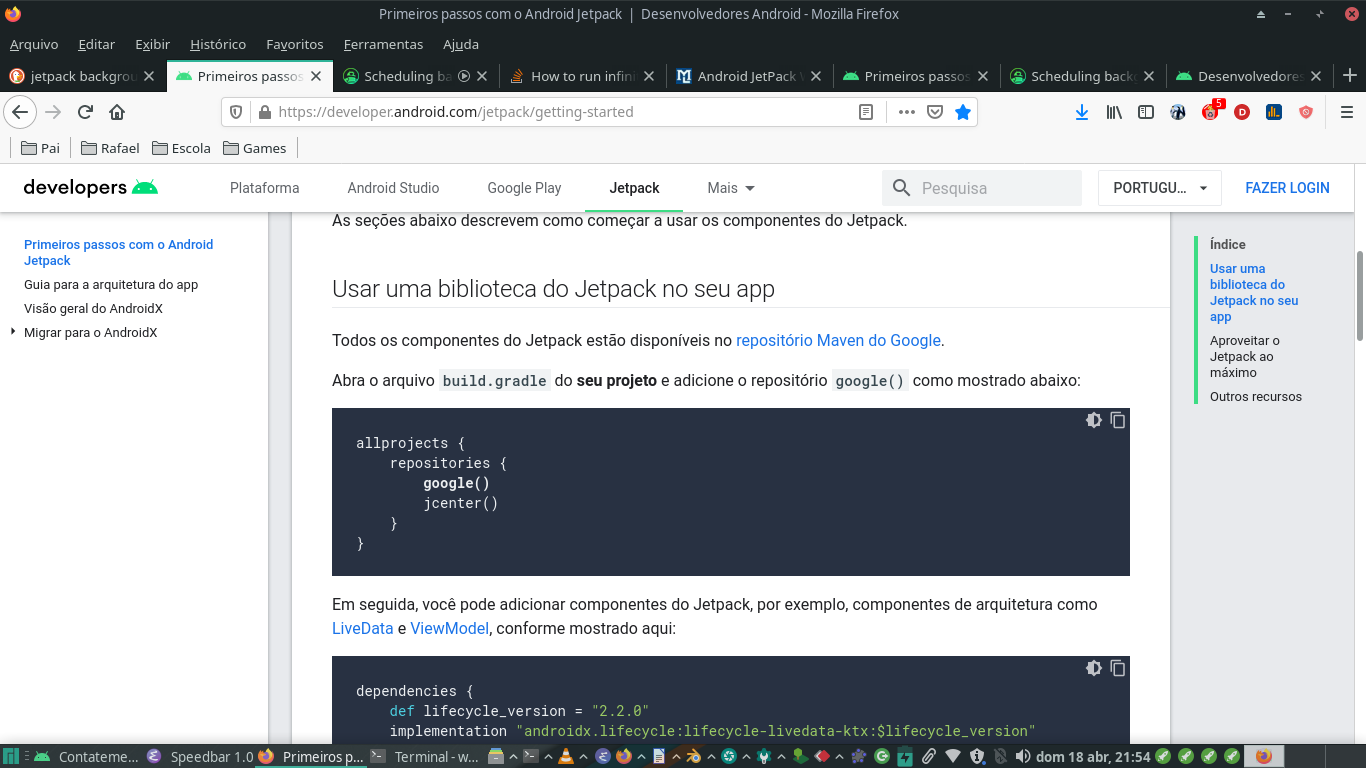 Primeiros passos com o Android Jetpack | Desenvolvedores Android - Mozilla Firefox
Arquivo Editar Exibir Histórico Favoritos Ferramentas Ajuda
jetpack backgrou
Primeiros passos
Scheduling ba
How to run infini
Android JetPack
Primeiros passos
Scheduling back
Desenvolvedores
https://developer.android.com/jetpack/getting-started
5
Pai Rafael Escola Games
developers
Plataforma Android Studio Google Play Jetpack Mais
Pesquisa
PORTUGU...
FAZER LOGIN
Primeiros passos com o Android
Jetpack
Guia para a arquitetura do app
Visão geral do AndroidX
Migrar para o AndroidX
As seções abaixo descrevem como começar a usar os componentes do Jetpack.
Usar uma biblioteca do Jetpack no seu app
Todos os componentes do Jetpack estão disponíveis no repositório Maven do Google.
Abra o arquivo build.gradle do seu projeto e adicione o repositório google() como mostrado abaixo:
allprojects {
repositories {
google()
jcenter()
}
}
Em seguida, você pode adicionar componentes do Jetpack, por exemplo, componentes de arquitetura como
LiveData e ViewModel, conforme mostrado aqui:
dependencies {
def lifecycle_version = "2.2.0"
implementation "androidx.lifecycle:lifecycle-livedata-ktx:$lifecycle_version"
Índice
Usar uma
biblioteca do
Jetpack no seu
app
Aproveitar o
Jetpack ao
máximo
Outros recursos
Contateme... Speedbar 1.0 Primeiros p... Terminal - w...
dom 18 abr, 21:54